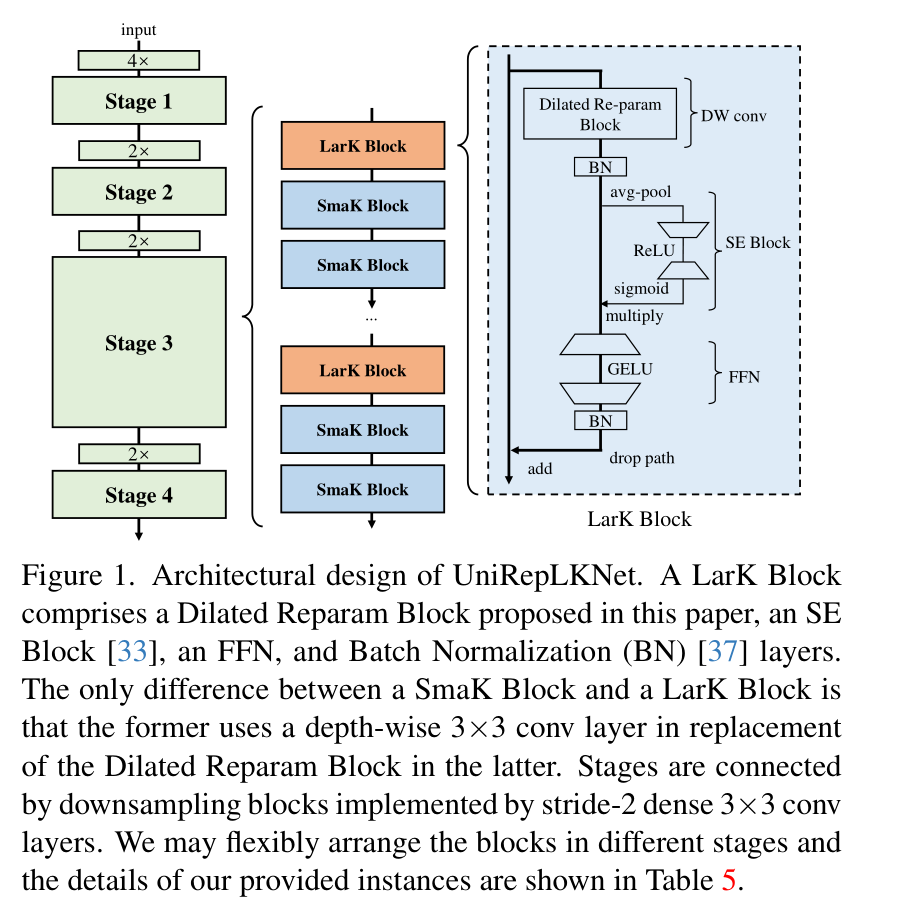 input
4×
Stage 1
2×
Stage 2
2×
Stage 3
2×
Stage 4
LarK Block
SmaK Block
SmaK Block
...
LarK Block
SmaK Block
SmaK Block
Dilated Re-param
Block
DW conv
BN
avg-pool
ReLU
SE Block
sigmoid
multiply
GELU
FFN
BN
drop path
add
LarK Block
Figure 1. Architectural design of UniRepLKNet. A LarK Block
comprises a Dilated Reparam Block proposed in this paper, an SE
Block [33], an FFN, and Batch Normalization (BN) [37] layers.
The only difference between a SmaK Block and a LarK Block is
that the former uses a depth-wise 3×3 conv layer in replacement
of the Dilated Reparam Block in the latter. Stages are connected
by downsampling blocks implemented by stride-2 dense 3×3 conv
layers. We may flexibly arrange the blocks in different stages and
the details of our provided instances are shown in Table 5.